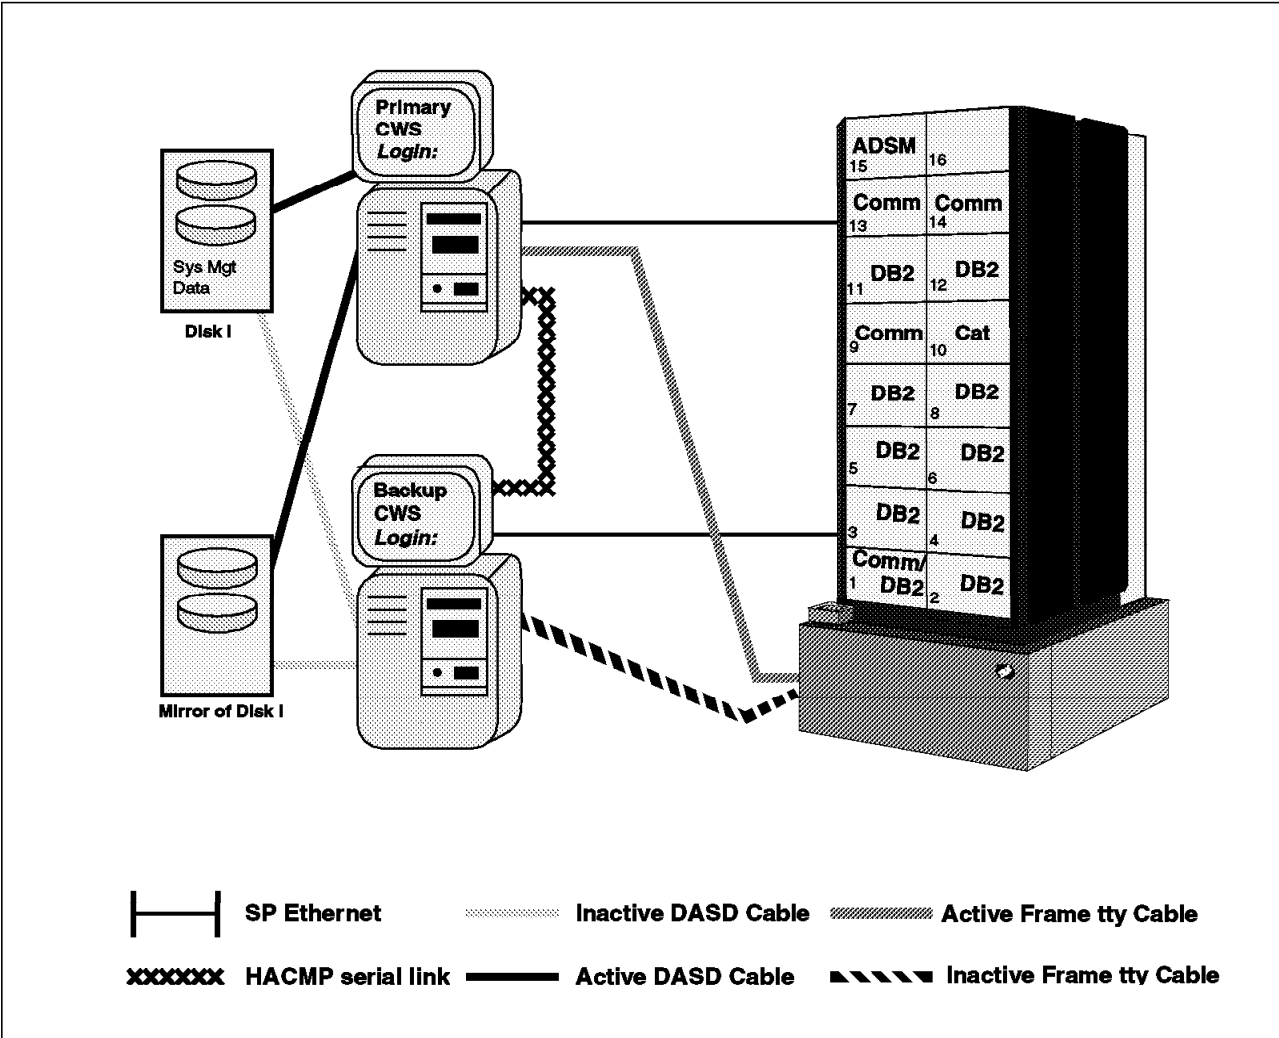 Primary
CWS
Login:
Sys Mgt
Data
Disk I
Backup
CWS
Login:
Mirror of Disk I
ADSM
15
16
Comm
13
Comm
14
DB2
11
DB2
12
Comm
9
Cat
10
DB2
7
DB2
8
DB2
5
DB2
6
DB2
3
DB2
4
Comm/
DB2
1
DB2
2
SP Ethernet
Inactive DASD Cable
Active Frame tty Cable
HACMP serial link
Active DASD Cable
Inactive Frame tty Cable